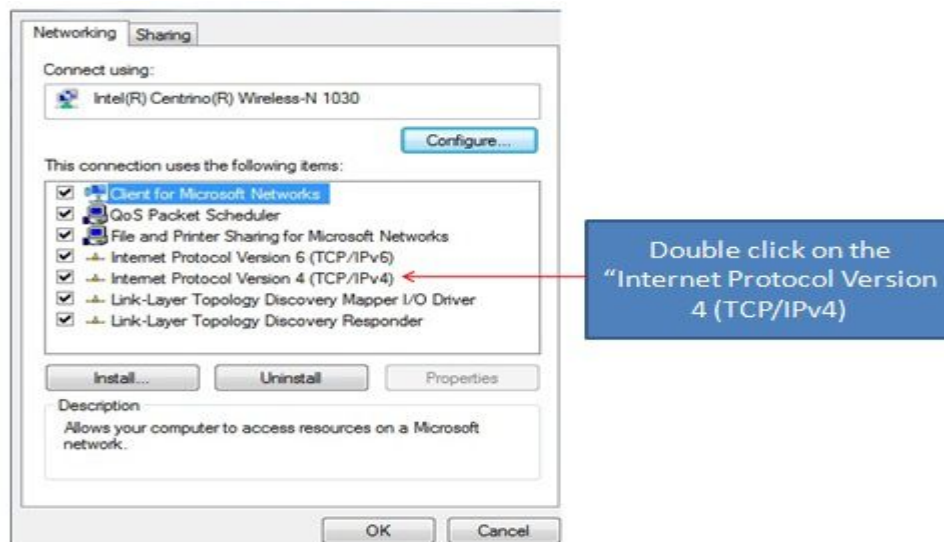 Networking Sharing
Connect using:
Intel(R) Centrino(R) Wireless-N 1030
Configure...
This connection uses the following items:
Client for Microsoft Networks
QoS Packet Scheduler
File and Printer Sharing for Microsoft Networks
Internet Protocol Version 6 (TCP/IPv6)
Internet Protocol Version 4 (TCP/IPv4)
Link-Layer Topology Discovery Mapper I/O Driver
Link-Layer Topology Discovery Responder
Install... Uninstall Properties
Description
Allows your computer to access resources on a Microsoft
network.
OK Cancel
Double click on the
“Internet Protocol Version
4 (TCP/IPv4)